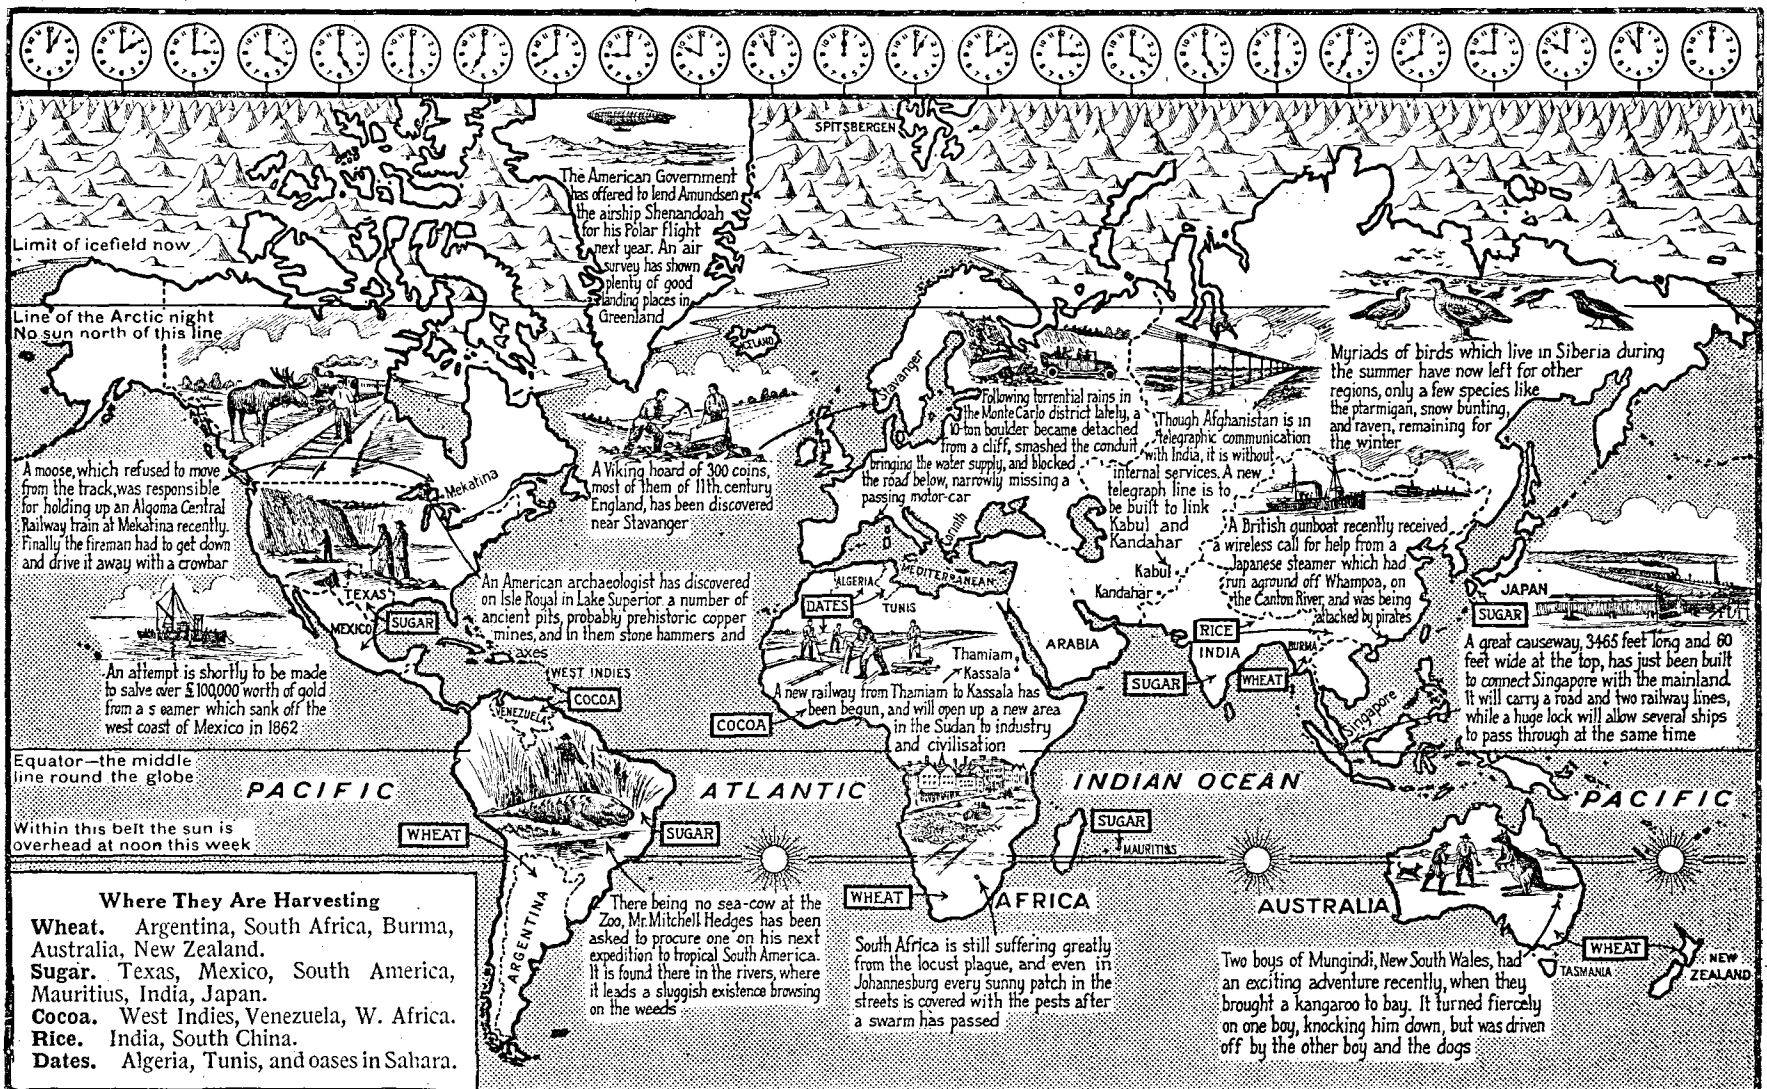 SPITSBERGEN
The American Government
has offered to lend Amundsen
the airship Shenandoah
for his Polar flight
next year. An air
survey has shown
plenty of good
landing places in
Greenland
Limit of icefield now
Line of the Arctic night
No sun north of this line
ICELAND
Stavanger
Myriads of birds which live in Siberia during
the summer have now left for other
regions, only a few species like
the ptarmigan, snow bunting,
and raven, remaining for
the winter
Following torrential rains in
the Monte Carlo district lately, a
10-ton boulder became detached
from a cliff, smashed the conduit
bringing the water supply, and blocked
the road below, narrowly missing a
passing motor-car
Though Afghanistan is in
telegraphic communication
with India, it is without
internal services. A new
telegraph line is to
be built to link
Kabul and
Kandahar
A moose, which refused to move
from the track, was responsible
for holding up an Algoma Central
Railway train at Mekatina recently.
Finally the fireman had to get down
and drive it away with a crowbar
Mekatina
A Viking hoard of 300 coins,
most of them of 11th. century
England, has been discovered
near Stavanger
A British gunboat recently received
a wireless call for help from a
Japanese steamer which had
run aground off Whampoa, on
the Canton River, and was being
attacked by pirates
Corinth
MEDITERRANEAN
ALGERIA
TUNIS
DATES
Kabul
Kandahar
JAPAN
SUGAR
An American archaeologist has discovered
on Isle Royal in Lake Superior a number of
ancient pits, probably prehistoric copper
mines, and in them stone hammers and
axes
TEXAS
MEXICO
SUGAR
WEST INDIES
COCOA
VENEZUELA
An attempt is shortly to be made
to salve over £100,000 worth of gold
from a s eamer which sank off the
west coast of Mexico in 1862
ARABIA
RICE
INDIA
BURMA
SUGAR
WHEAT
Singapore
A great causeway, 3465 feet long and 60
feet wide at the top, has just been built
to connect Singapore with the mainland
It will carry a road and two railway lines,
while a huge lock will allow several ships
to pass through at the same time
Thamiam
Kassala
A new railway from Thamiam to Kassala has
been begun, and will open up a new area
in the Sudan to industry
and civilisation
COCOA
Equator—the middle
line round the globe
PACIFIC
ATLANTIC
INDIAN OCEAN
PACIFIC
Within this belt the sun is
overhead at noon this week
WHEAT
SUGAR
SUGAR
MAURITIUS
ARGENTINA
There being no sea-cow at the
Zoo, Mr. Mitchell Hedges has been
asked to procure one on his next
expedition to tropical South America.
It is found there in the rivers, where
it leads a sluggish existence browsing
on the weeds
WHEAT
AFRICA
South Africa is still suffering greatly
from the locust plague, and even in
Johannesburg every sunny patch in the
streets is covered with the pests after
a swarm has passed
AUSTRALIA
WHEAT
TASMANIA
NEW
ZEALAND
Two boys of Mungindi, New South Wales, had
an exciting adventure recently, when they
brought a kangaroo to bay. It turned fiercely
on one boy, knocking him down, but was driven
off by the other boy and the dogs
Where They Are Harvesting
Wheat. Argentina, South Africa, Burma,
Australia, New Zealand.
Sugar. Texas, Mexico, South America,
Mauritius, India, Japan.
Cocoa. West Indies, Venezuela, W. Africa.
Rice. India, South China.
Dates. Algeria, Tunis, and oases in Sahara.